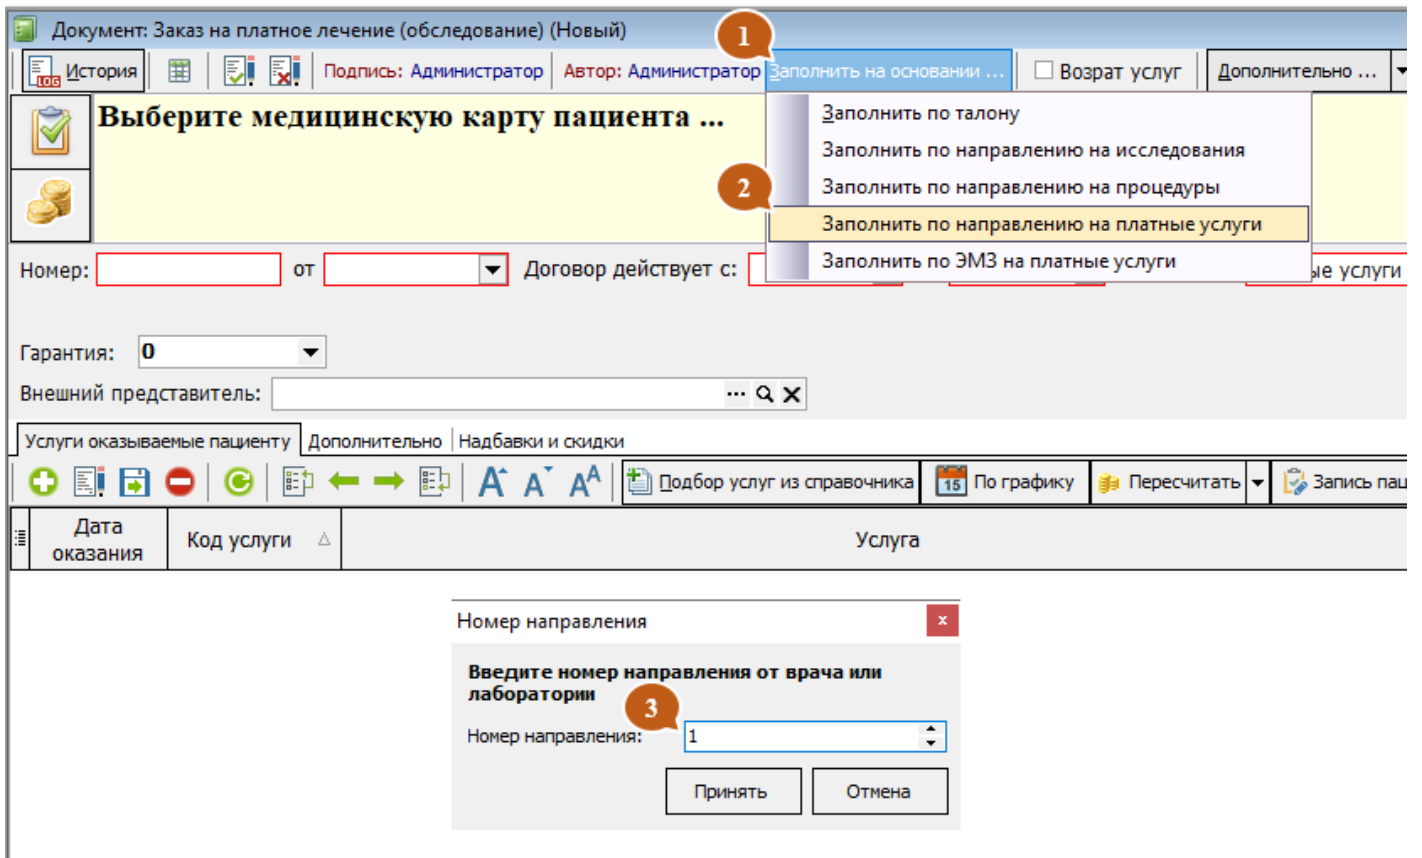 Документ: Заказ на платное лечение (обследование) (Новый)
1
LOG История Подпись: Администратор Автор: Администратор Заполнить на основании ... Возрат услуг Дополнительно ...
Выберите медицинскую карту пациента ...
Заполнить по талону
Заполнить по направлению на исследования
2
Заполнить по направлению на процедуры
Заполнить по направлению на платные услуги
Заполнить по ЭМЗ на платные услуги
Номер: от Договор действует с: ые услуги
Гарантия: 0
Внешний представитель: ...
Услуги оказываемые пациенту Дополнительно Надбавки и скидки
A A AA Подбор услуг из справочника 15 По графику Пересчитать Запись пац
Дата оказания Код услуги Услуга
Номер направления x
Введите номер направления от врача или
лаборатории
3
Номер направления: 1
Принять Отмена